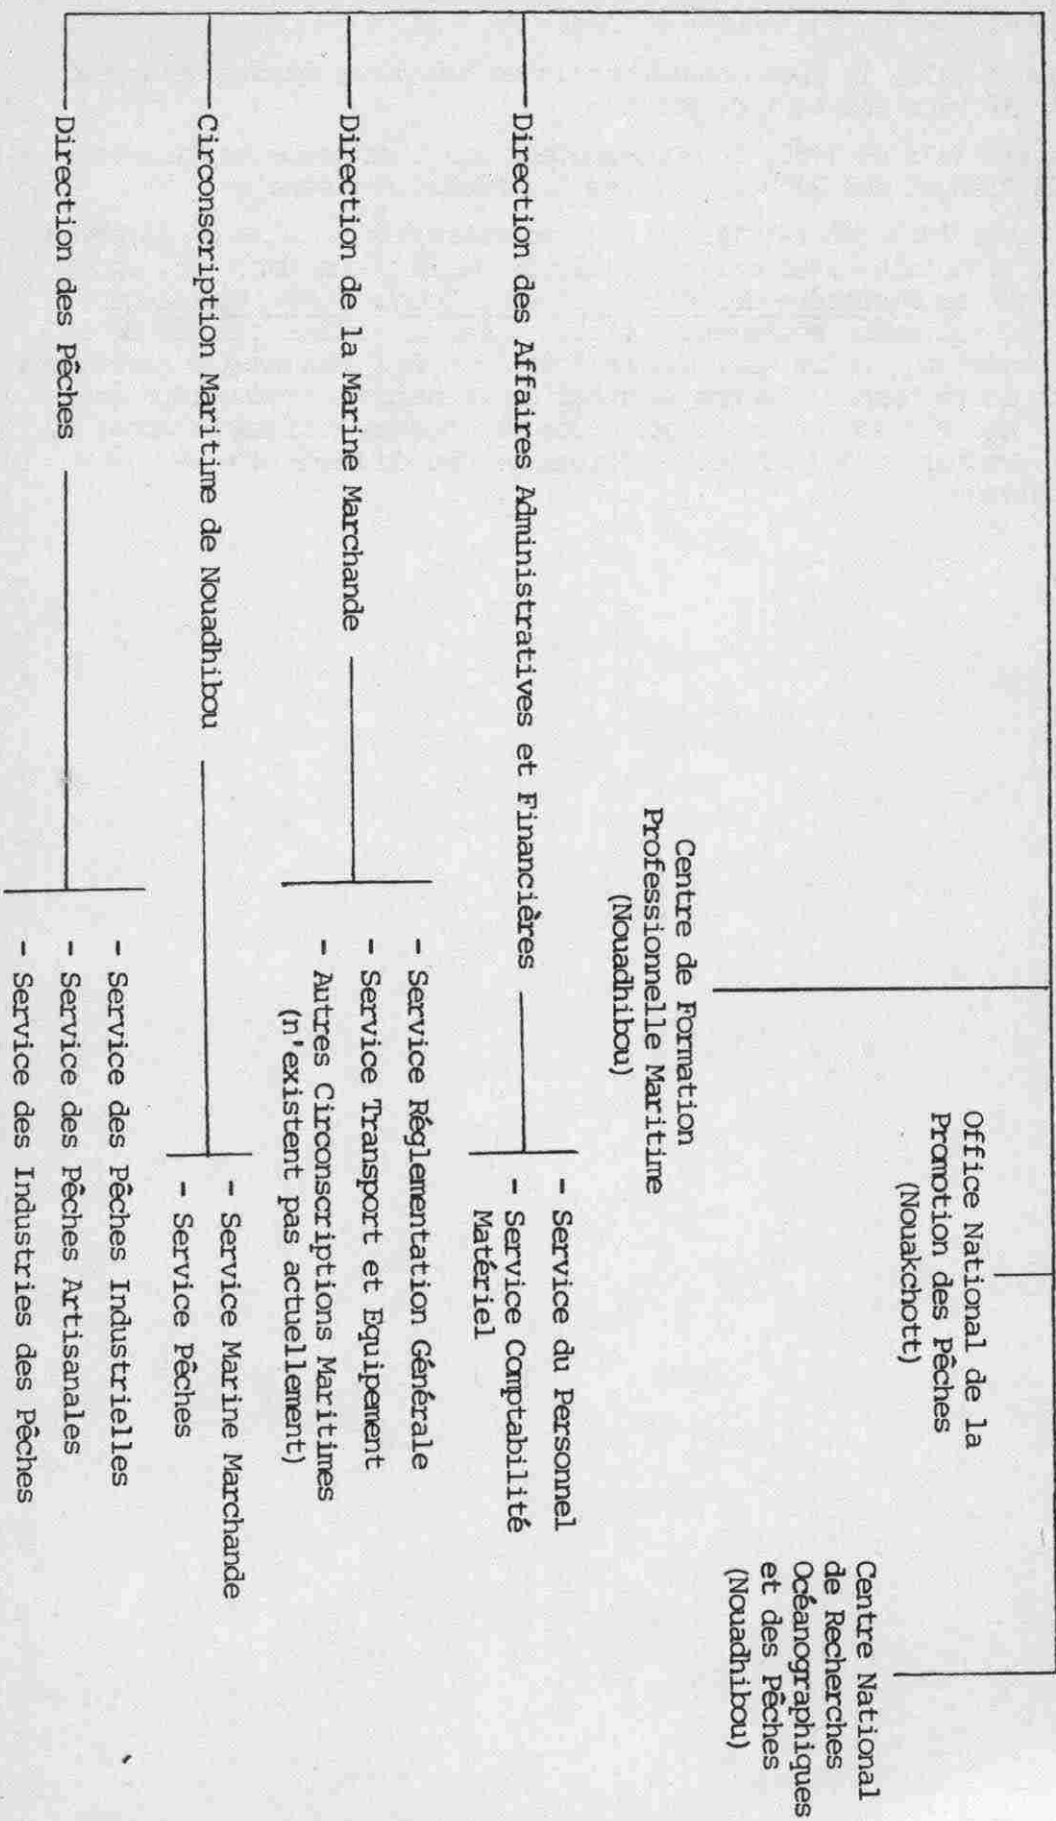 Centre National
de Recherches
Océanographiques
et des Pêches
(Nouadhibou)
Office National de la
Promotion des Pêches
(Nouakchott)
Centre de Formation
Professionnelle Maritime
(Nouadhibou)
Direction des Affaires Administratives et Financières
- Service du Personnel
- Service Comptabilité
Matériel
Direction de la Marine Marchande
- Service Réglementation Générale
- Service Transport et Equipement
- Autres Circonscriptions Maritimes
(n'existent pas actuellement)
Circonscription Maritime de Nouadhibou
- Service Marine Marchande
- Service Pêches
Direction des Pêches
- Service des Pêches Industrielles
- Service des Pêches Artisanales
- Service des Industries des Pêches